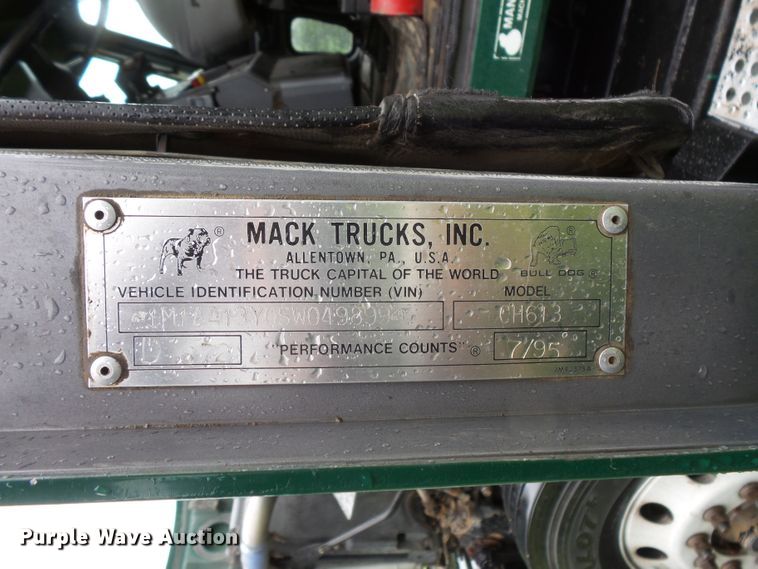 MAN
MACK TRUCKS, INC.
ALLENTOWN, PA., U.S.A.
THE TRUCK CAPITAL OF THE WORLD
BULL DOG ®
VEHICLE IDENTIFICATION NUMBER (VIN) MODEL
CH613
"PERFORMANCE COUNTS" ® 7/95
Purple Wave Auction